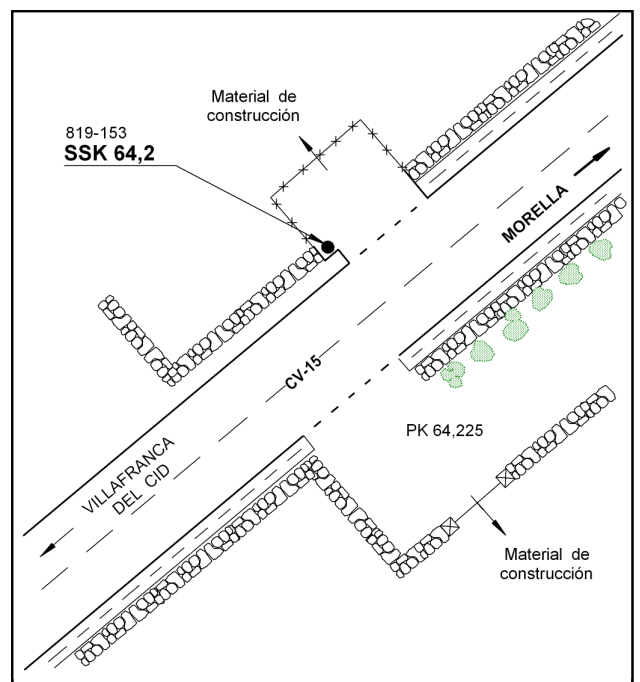 Material de
construcción
819-153
SSK 64,2
MORELLA
CV-15
PK 64,225
VILLAFRANCA
DEL CID
Material de
construcción